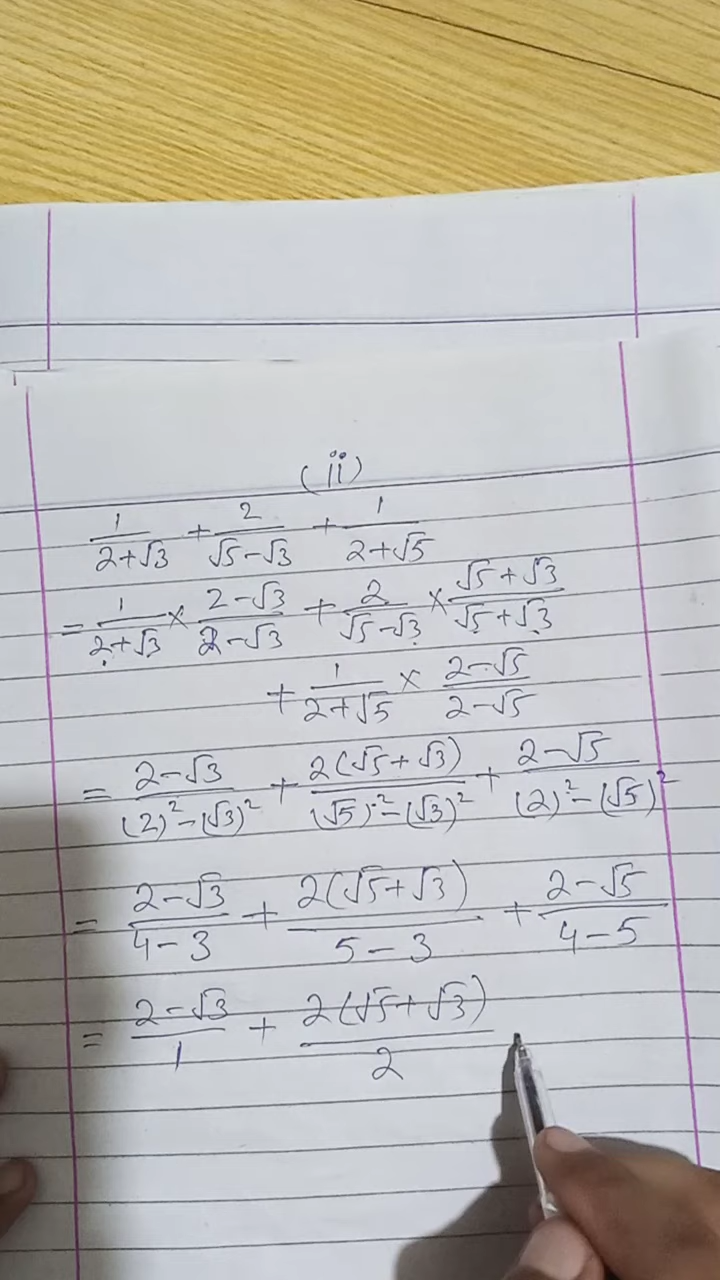 (ii)
1/(2+√3) + 2/(√5-√3) + 1/(2+√5)
= 1/(2+√3) × (2-√3)/(2-√3) + 2/(√5-√3) × (√5+√3)/(√5+√3)
+ 1/(2+√5) × (2-√5)/(2-√5)
= (2-√3)/((2)²-(√3)²) + 2(√5+√3)/((√5)²-(√3)²) + (2-√5)/((2)²-(√5)²)
= (2-√3)/(4-3) + 2(√5+√3)/(5-3) + (2-√5)/(4-5)
= (2-√3)/1 + 2(√5+√3)/2